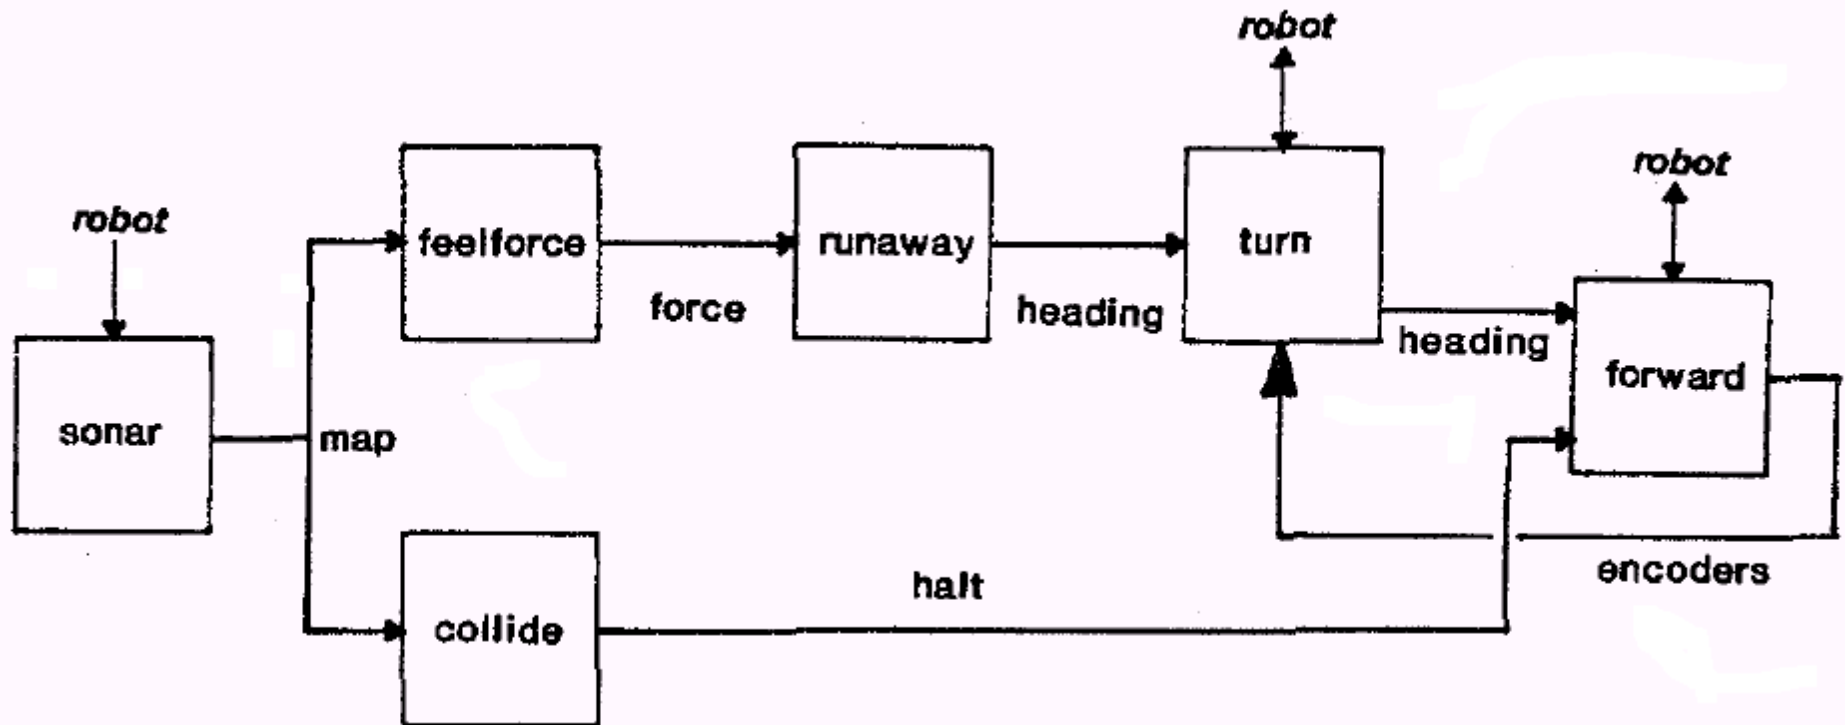 robot
robot
robot
feelforce
runaway
turn
force
heading
heading
forward
sonar
map
halt
encoders
collide